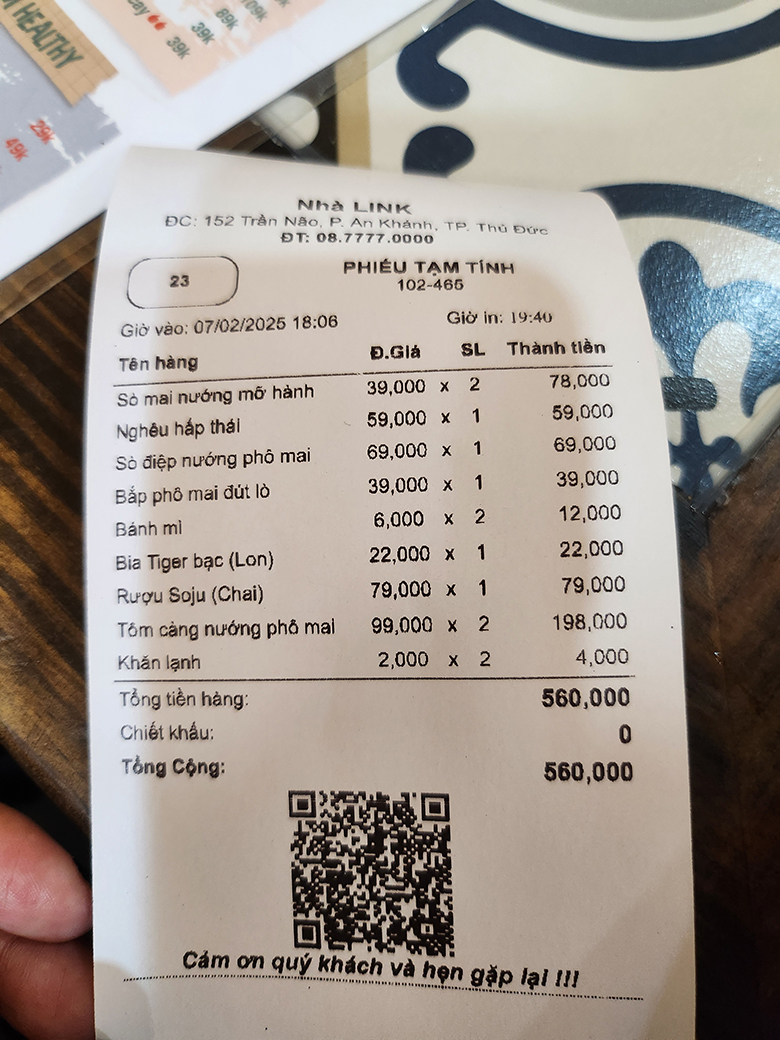 HEALTHY
29k
49k
39k
39k
89k
Nhà LINK
ĐC: 152 Trần Não, P. An Khánh, TP. Thủ Đức
ĐT: 08.7777.0000
23
PHIẾU TẠM TÍNH
102-465
Giờ vào: 07/02/2025 18:06 Giờ in: 19:40
Tên hàng Đ.Giá SL Thành tiền
Sò mai nướng mỡ hành 39,000 x 2 78,000
Nghêu hấp thái 59,000 x 1 59,000
Sò điệp nướng phô mai 69,000 x 1 69,000
Bắp phô mai đút lò 39,000 x 1 39,000
Bánh mì 6,000 x 2 12,000
Bia Tiger bạc (Lon) 22,000 x 1 22,000
Rượu Soju (Chai) 79,000 x 1 79,000
Tôm càng nướng phô mai 99,000 x 2 198,000
Khăn lạnh 2,000 x 2 4,000
Tổng tiền hàng: 560,000
Chiết khấu: 0
Tổng Cộng: 560,000
Cảm ơn quý khách và hẹn gặp lại !!!